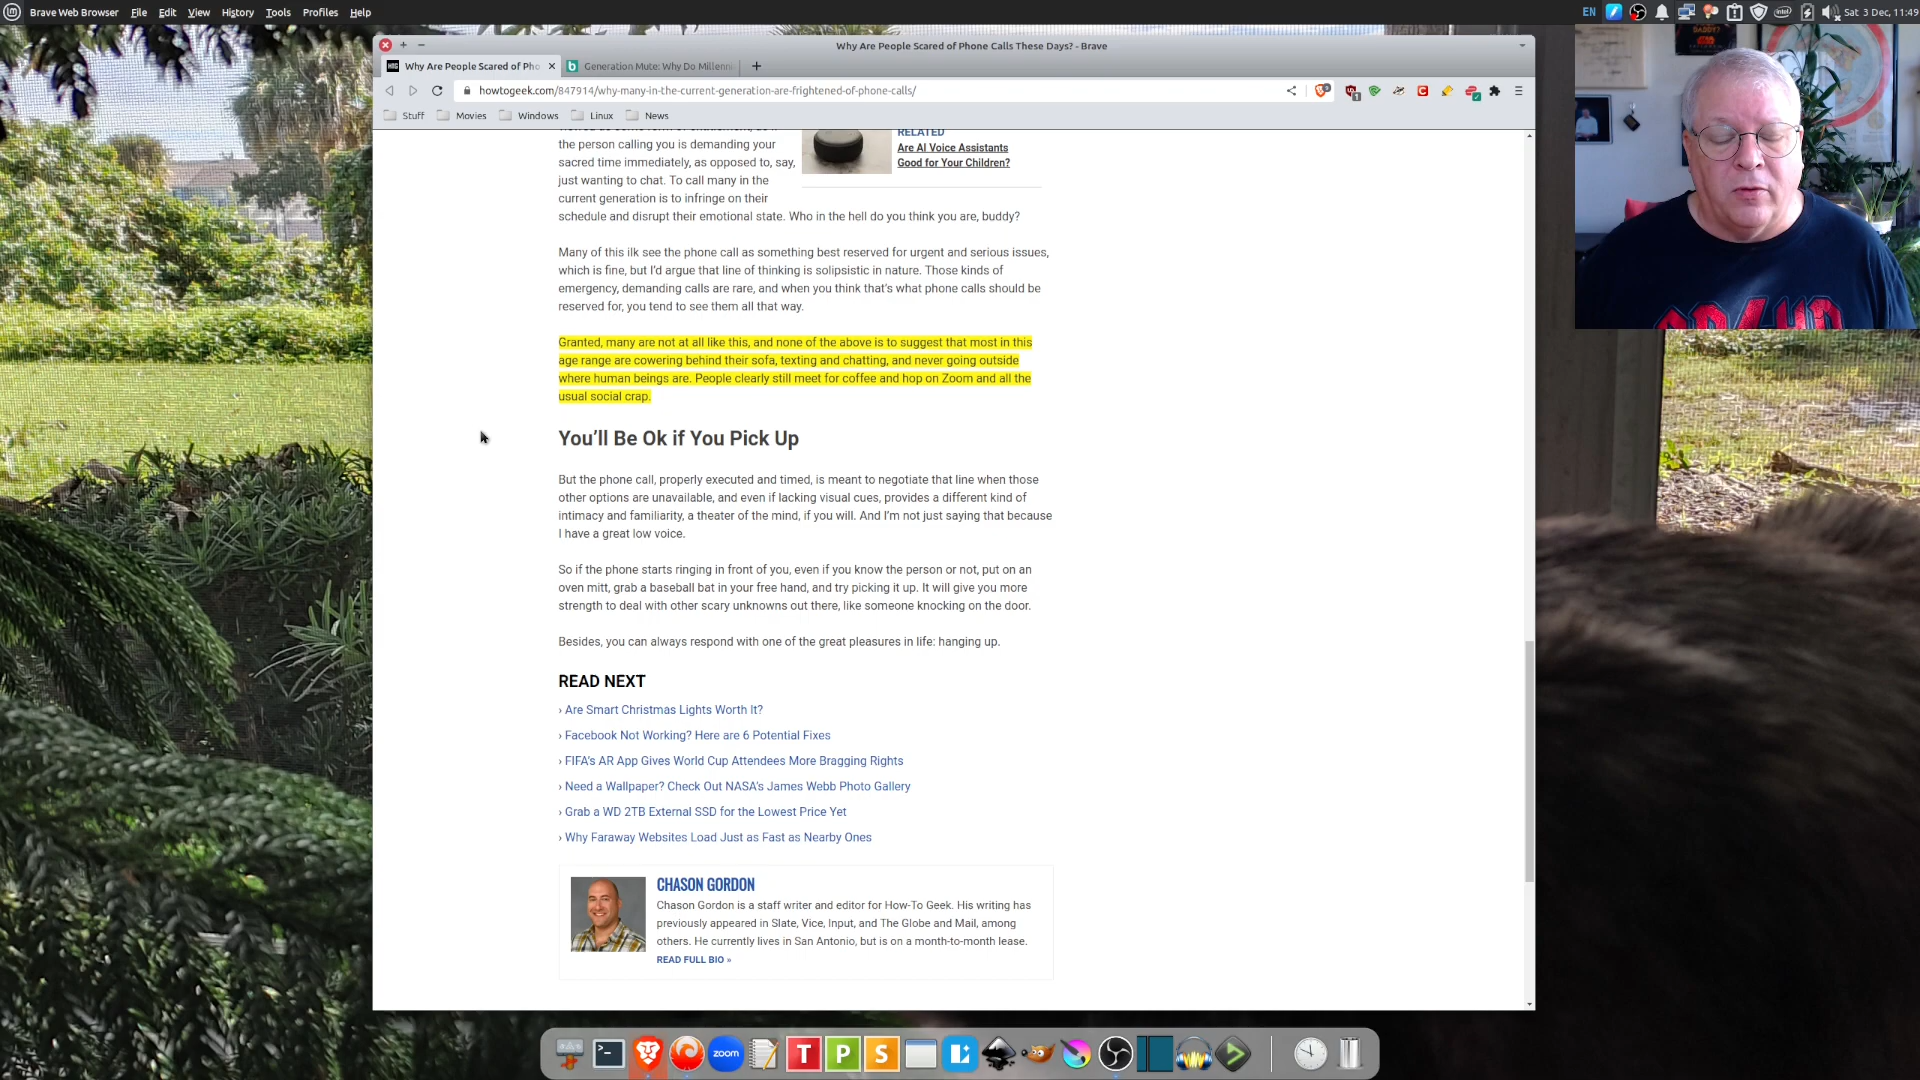 Brave Web Browser File Edit View History Tools Profiles Help
EN
Sat 3 Dec, 11:49
Why Are People Scared of Phone Calls These Days? - Brave
Why Are People Scared of Pho
Generation Mute: Why Do Millenn
howtogeek.com/847914/why-many-in-the-current-generation-are-frightened-of-phone-calls/
Stuff Movies Windows Linux News
the person calling you is demanding your
sacred time immediately, as opposed to, say,
just wanting to chat. To call many in the
current generation is to infringe on their
schedule and disrupt their emotional state. Who in the hell do you think you are, buddy?
RELATED
Are AI Voice Assistants
Good for Your Children?
Many of this ilk see the phone call as something best reserved for urgent and serious issues,
which is fine, but I'd argue that line of thinking is solipsistic in nature. Those kinds of
emergency, demanding calls are rare, and when you think that's what phone calls should be
reserved for, you tend to see them all that way.
Granted, many are not at all like this, and none of the above is to suggest that most in this
age range are cowering behind their sofa, texting and chatting, and never going outside
where human beings are. People clearly still meet for coffee and hop on Zoom and all the
usual social crap.
You'll Be Ok if You Pick Up
But the phone call, properly executed and timed, is meant to negotiate that line when those
other options are unavailable, and even if lacking visual cues, provides a different kind of
intimacy and familiarity, a theater of the mind, if you will. And I'm not just saying that because
I have a great low voice.
So if the phone starts ringing in front of you, even if you know the person or not, put on an
oven mitt, grab a baseball bat in your free hand, and try picking it up. It will give you more
strength to deal with other scary unknowns out there, like someone knocking on the door.
Besides, you can always respond with one of the great pleasures in life: hanging up.
READ NEXT
› Are Smart Christmas Lights Worth It?
› Facebook Not Working? Here are 6 Potential Fixes
› FIFA's AR App Gives World Cup Attendees More Bragging Rights
› Need a Wallpaper? Check Out NASA's James Webb Photo Gallery
› Grab a WD 2TB External SSD for the Lowest Price Yet
› Why Faraway Websites Load Just as Fast as Nearby Ones
CHASON GORDON
Chason Gordon is a staff writer and editor for How-To Geek. His writing has
previously appeared in Slate, Vice, Input, and The Globe and Mail, among
others. He currently lives in San Antonio, but is on a month-to-month lease.
READ FULL BIO »
zoom T P S